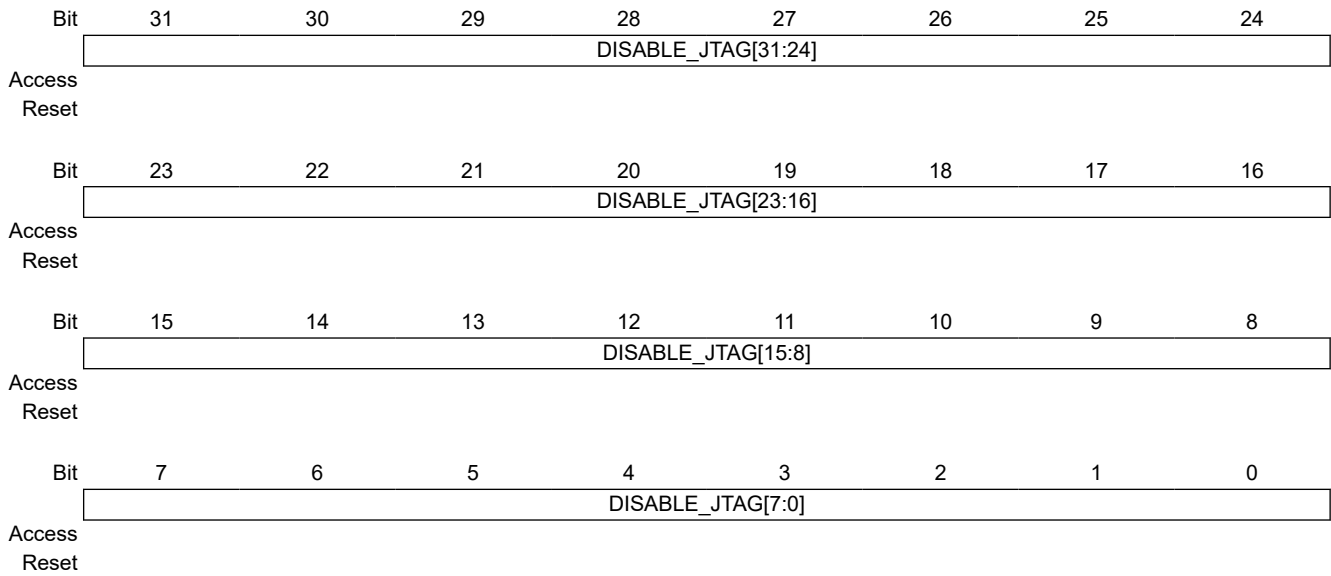 Bit 31 30 29 28 27 26 25 24
DISABLE_JTAG[31:24]
Access
Reset
Bit 23 22 21 20 19 18 17 16
DISABLE_JTAG[23:16]
Access
Reset
Bit 15 14 13 12 11 10 9 8
DISABLE_JTAG[15:8]
Access
Reset
Bit 7 6 5 4 3 2 1 0
DISABLE_JTAG[7:0]
Access
Reset